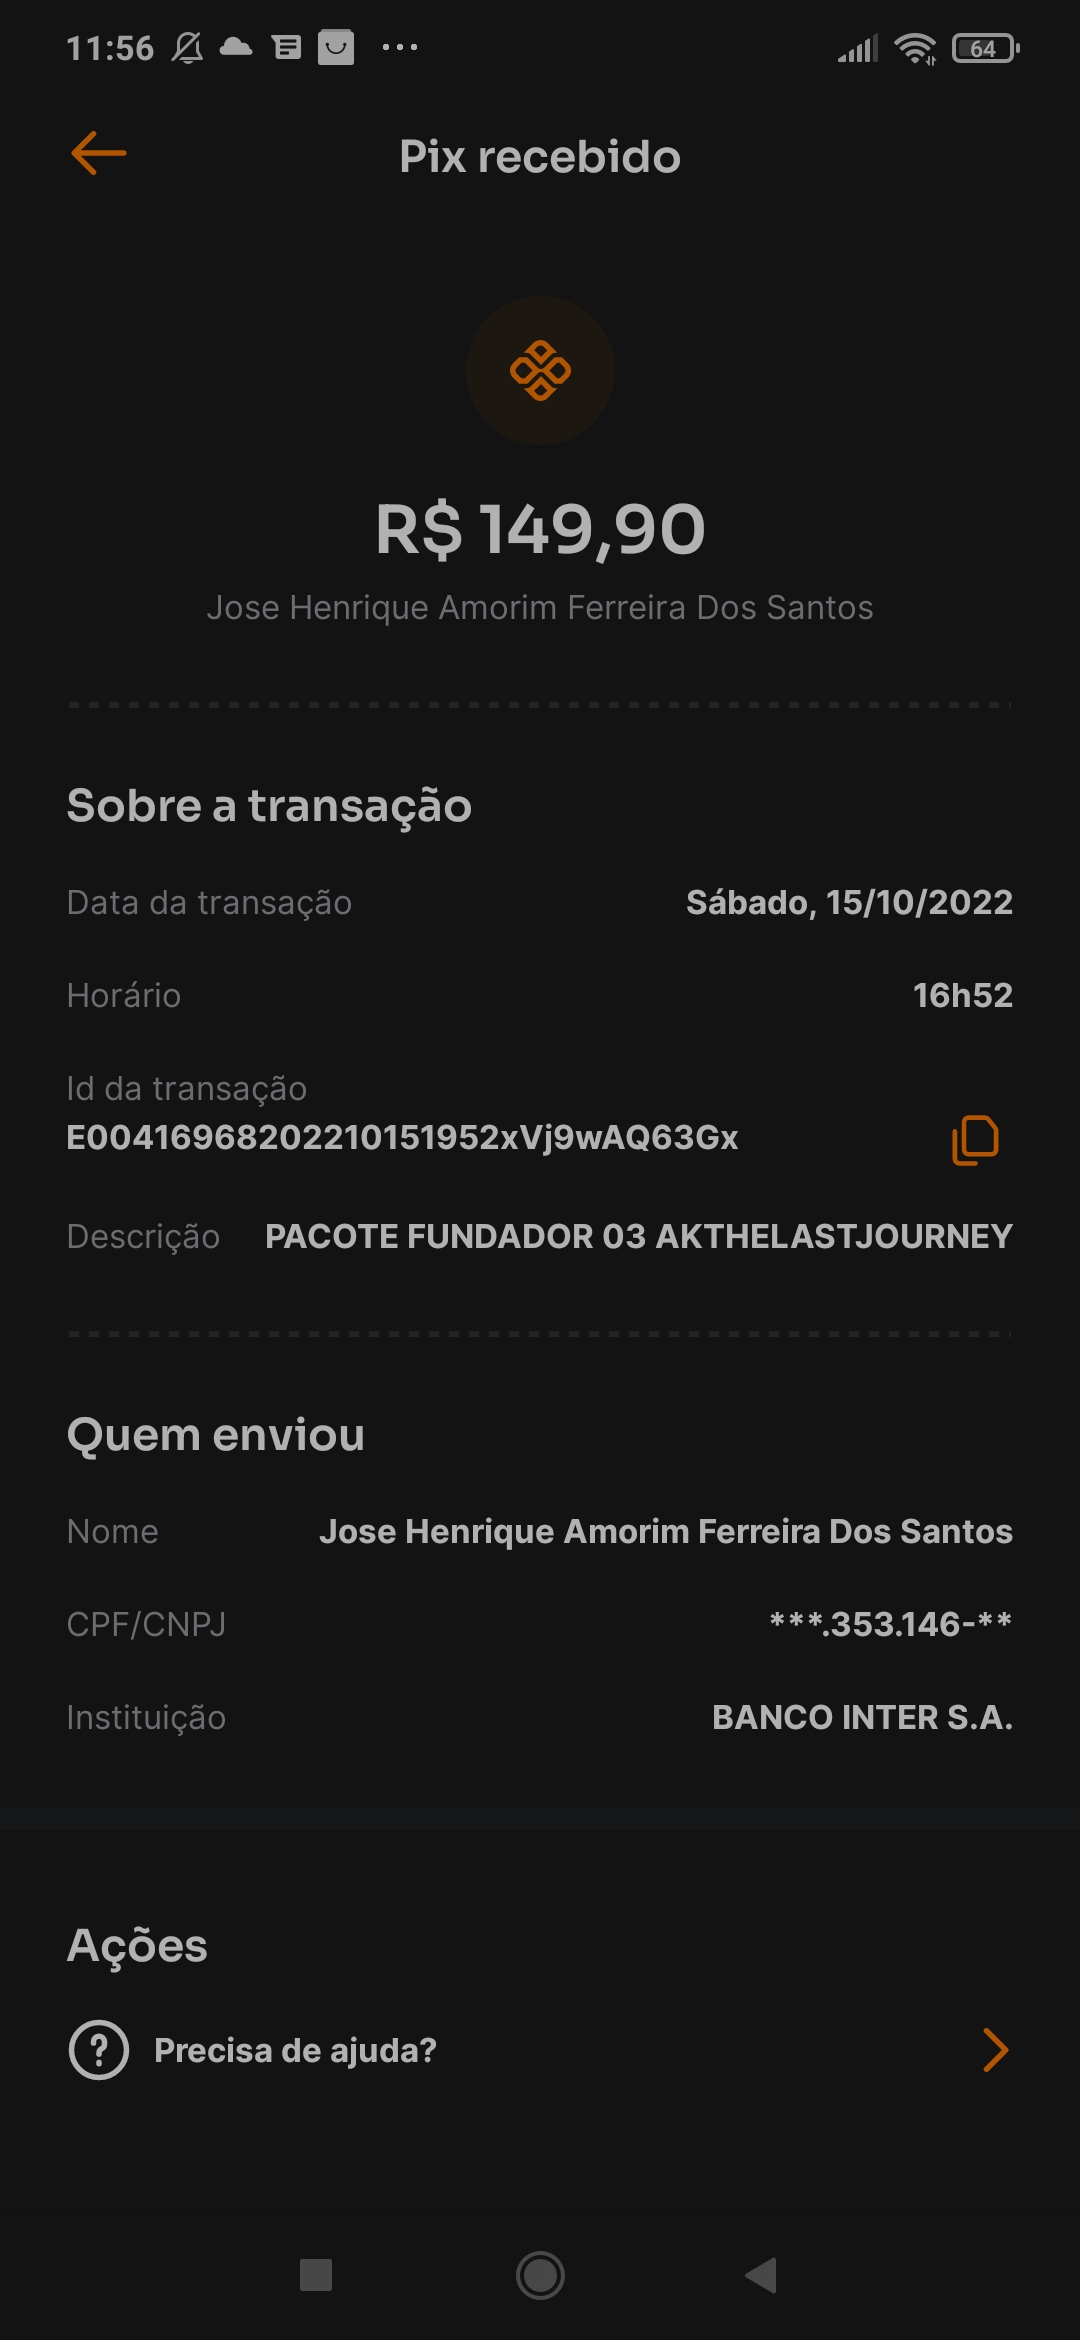 11:56
64
Pix recebido
R$ 149,90
Jose Henrique Amorim Ferreira Dos Santos
Sobre a transação
Data da transação Sábado, 15/10/2022
Horário 16h52
Id da transação
E00416968202210151952xVj9wAQ63Gx
Descrição PACOTE FUNDADOR 03 AKTHELASTJOURNEY
Quem enviou
Nome Jose Henrique Amorim Ferreira Dos Santos
CPF/CNPJ ***.353.146-**
Instituição BANCO INTER S.A.
Ações
Precisa de ajuda?